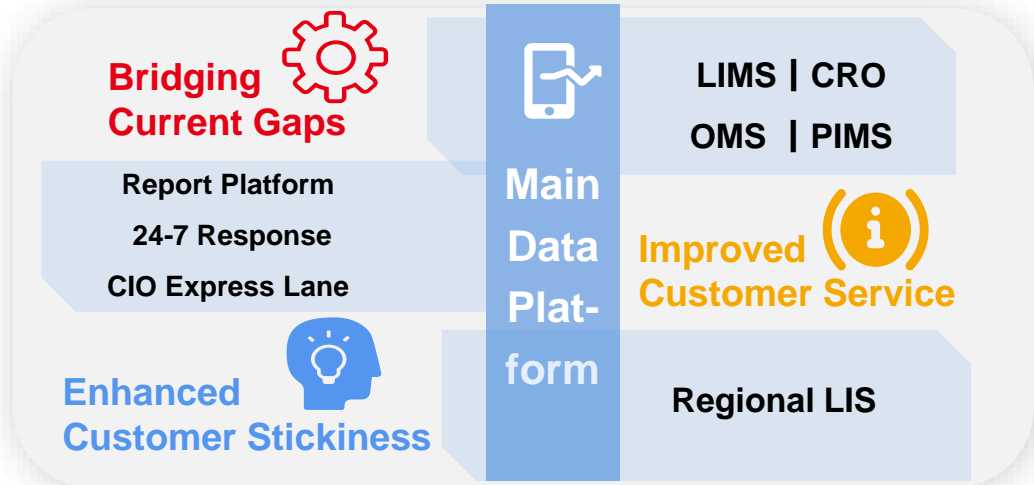 Bridging
Current Gaps
LIMS | CRO
OMS | PIMS
Report Platform
24-7 Response
CIO Express Lane
Main
Data
Plat-
form
Improved
Customer Service
Enhanced
Customer Stickiness
Regional LIS